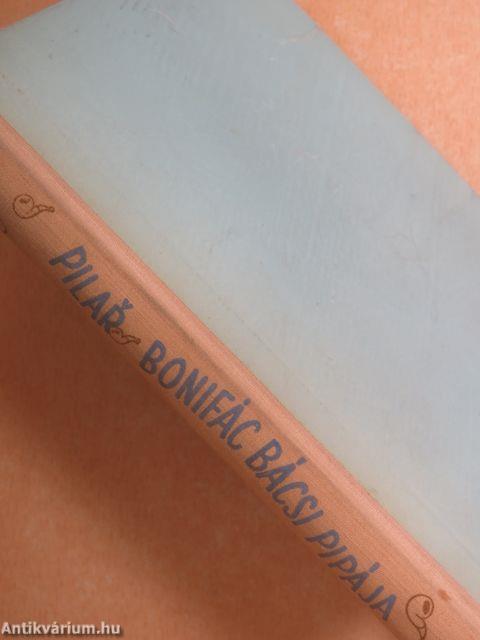 PILAŘ BONIFÁC BÁCSI PIPÁJA
Antikvárium.hu